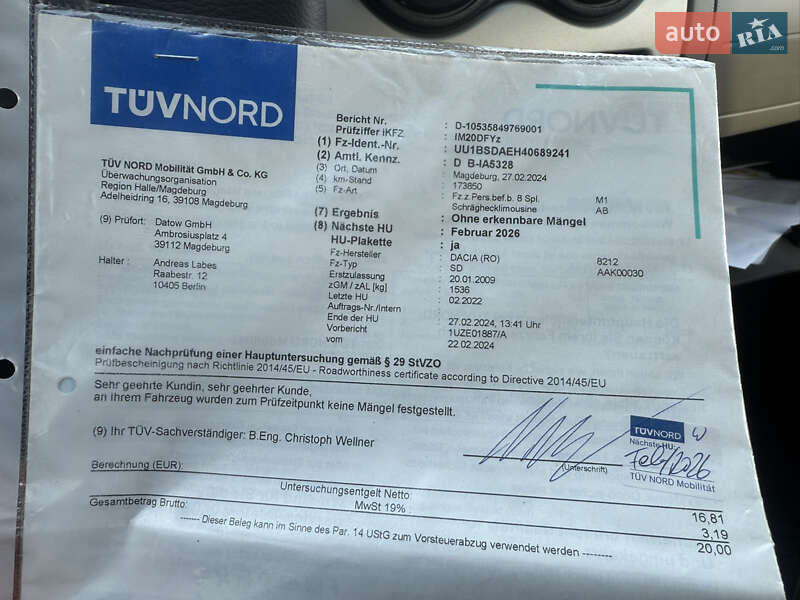 auto RIA .com
TÜVNORD
TÜV NORD Mobilität GmbH & Co. KG
Überwachungsorganisation
Region Halle/Magdeburg
Adelheidring 16, 39108 Magdeburg
(9) Prüfort: Datow GmbH
Ambrosiusplatz 4
39112 Magdeburg
Halter : Andreas Labes
Raabestr. 12
10405 Berlin
Bericht Nr. : D-10535849769001
Prüfziffer iKFZ : IM20DFYz
(1) Fz-Ident.-Nr. : UU1BSDAEH40689241
(2) Amtl. Kennz. : D B-IA5328
(3) Ort, Datum : Magdeburg, 27.02.2024
(4) km-Stand : 173850
(5) Fz-Art : Fz.z.Pers.bef.b. 8 Spl. M1
Schräghecklimousine AB
(7) Ergebnis : Ohne erkennbare Mängel
(8) Nächste HU : Februar 2026
HU-Plakette : ja
Fz-Hersteller : DACIA (RO) 8212
Fz-Typ : SD AAK00030
Erstzulassung : 20.01.2009
zGM / zAL [kg] : 1536
Letzte HU : 02.2022
Auftrags-Nr./Intern :
Ende der HU : 27.02.2024, 13:41 Uhr
Vorbericht : 1UZE01887/A
vom : 22.02.2024
einfache Nachprüfung einer Hauptuntersuchung gemäß § 29 StVZO
Prüfbescheinigung nach Richtlinie 2014/45/EU - Roadworthiness certificate according to Directive 2014/45/EU
Sehr geehrte Kundin, sehr geehrter Kunde,
an Ihrem Fahrzeug wurden zum Prüfzeitpunkt keine Mängel festgestellt.
(9) Ihr TÜV-Sachverständiger: B.Eng. Christoph Wellner
(Unterschrift)
TÜVNORD
Nächste HU:
Feb/2026
TÜV NORD Mobilität
Berechnung (EUR):
Untersuchungsentgelt Netto 16,81
MwSt 19% 3,19
Gesamtbetrag Brutto: 20,00
------- Dieser Beleg kann im Sinne des Par. 14 UStG zum Vorsteuerabzug verwendet werden --------